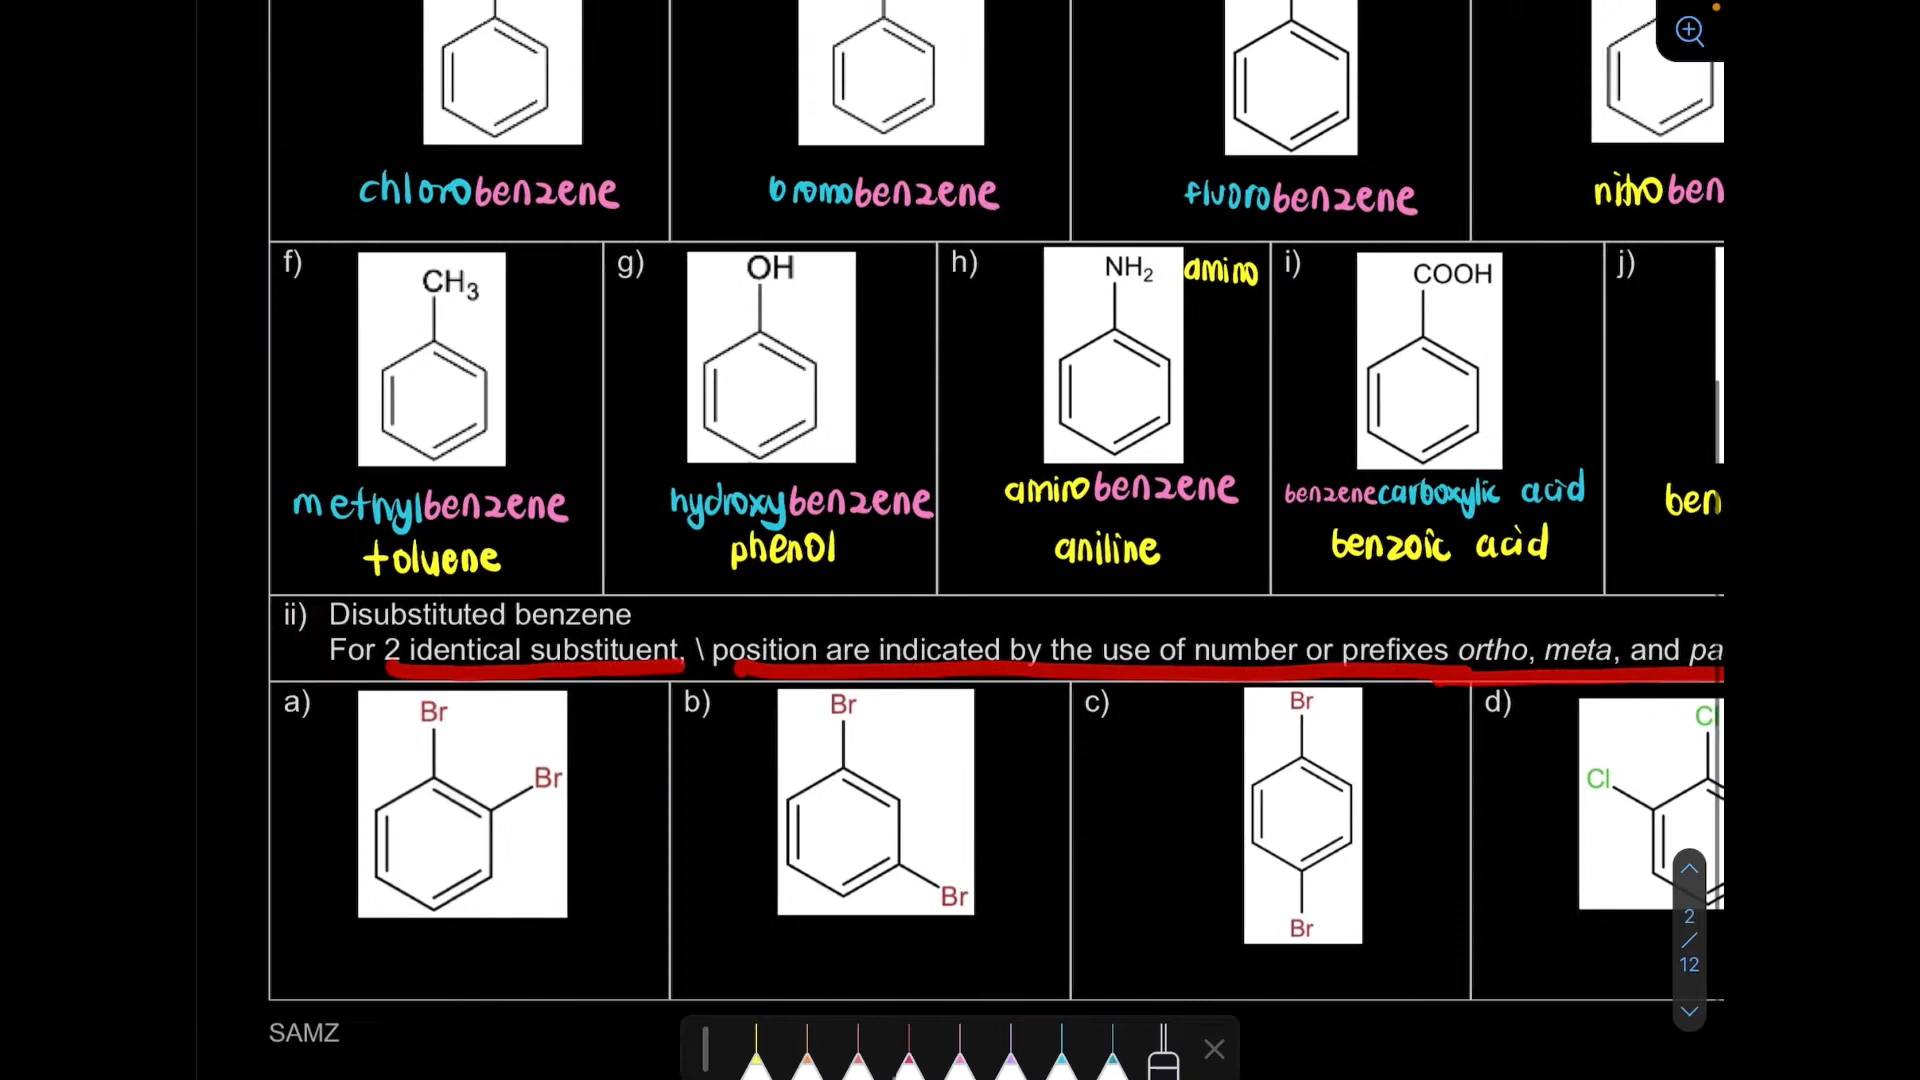 chlorobenzene
bromobenzene
fluorobenzene
nitroben
f)
CH3
methylbenzene
toluene
g)
OH
hydroxybenzene
phenol
h)
NH2
amino
aminobenzene
aniline
i)
COOH
benzenecarboxylic acid
benzoic acid
j)
ben
ii) Disubstituted benzene
For 2 identical substituent, \ position are indicated by the use of number or prefixes ortho, meta, and pa
a)
Br
Br
b)
Br
Br
c)
Br
Br
d)
Cl
Cl
2
/
12
SAMZ